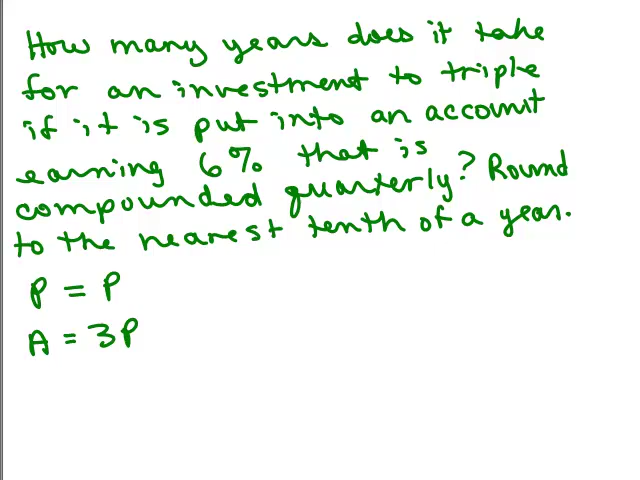 How many years does it take
for an investment to triple
if it is put into an account
earning 6% that is
compounded quarterly? Round
to the nearest tenth of a year.
P = P
A = 3P